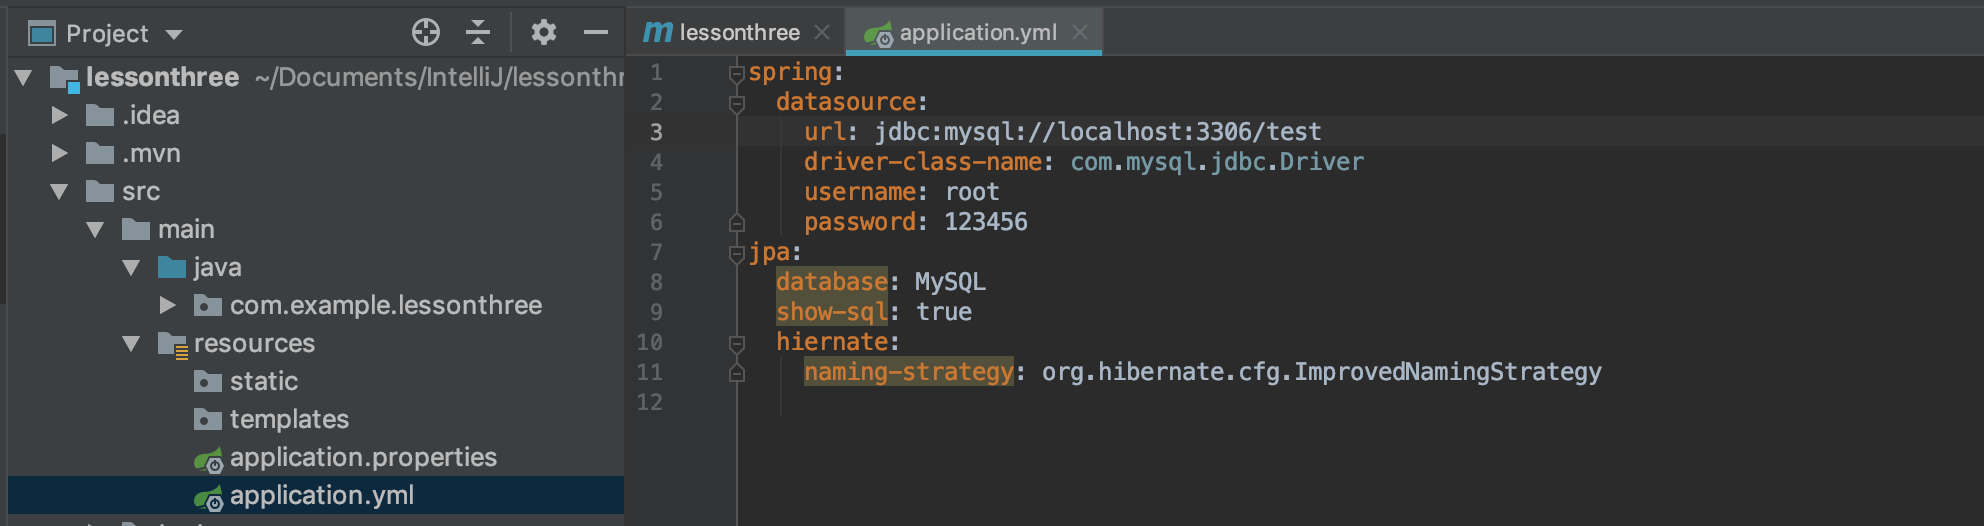 Project
lessonthree ~/Documents/IntelliJ/lessonthr
.idea
.mvn
src
main
java
com.example.lessonthree
resources
static
templates
application.properties
application.yml
m lessonthree
application.yml
1 spring:
2 datasource:
3 url: jdbc:mysql://localhost:3306/test
4 driver-class-name: com.mysql.jdbc.Driver
5 username: root
6 password: 123456
7 jpa:
8 database: MySQL
9 show-sql: true
10 hiernate:
11 naming-strategy: org.hibernate.cfg.ImprovedNamingStrategy
12